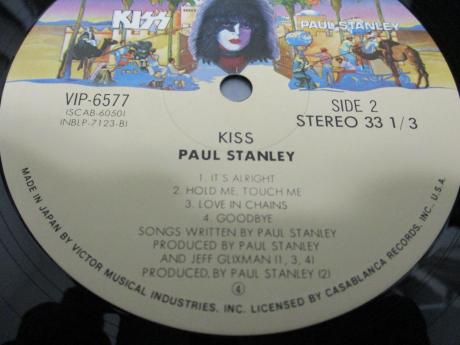 KISS
PAUL STANLEY
VIP-6577
(SCAB-6050)
(NBLP-7123-B)
SIDE 2
STEREO 33 1/3
KISS
PAUL STANLEY
1. IT'S ALRIGHT
2. HOLD ME, TOUCH ME
3. LOVE IN CHAINS
4. GOODBYE
SONGS WRITTEN BY PAUL STANLEY
PRODUCED BY PAUL STANLEY
AND JEFF GLIXMAN (1, 3, 4)
PRODUCED, BY PAUL STANLEY (2)
4
MADE IN JAPAN BY VICTOR MUSICAL INDUSTRIES, INC. LICENSED BY CASABLANCA RECORDS, INC., U.S.A.